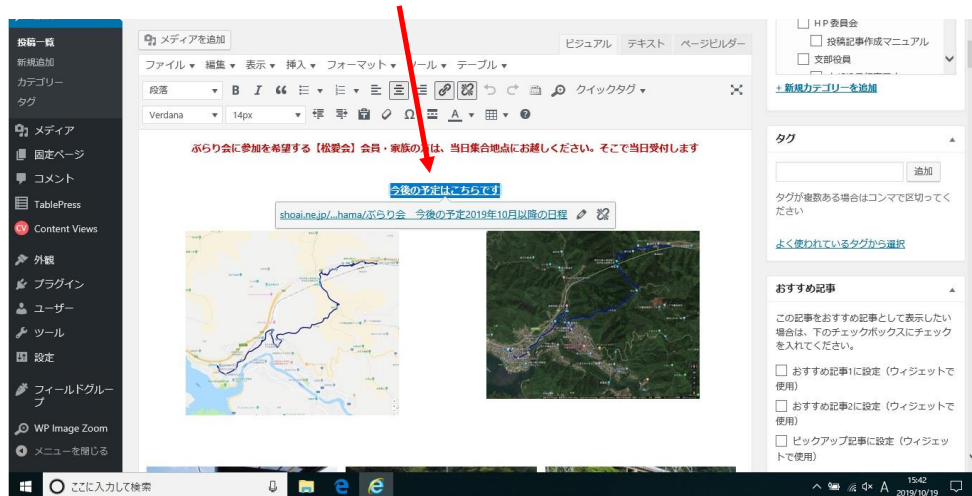 投稿一覧
新規追加
カテゴリー
タグ
メディア
固定ページ
コメント
TablePress
CV Content Views
外観
プラグイン
ユーザー
ツール
設定
フィールドグルー
プ
WP Image Zoom
メニューを閉じる
メディアを追加
ビジュアル テキスト ページビルダー
ファイル 編集 表示 挿入 フォーマット ツール テーブル
段落 B I クイックタグ
Verdana 14px Ω A
ぶらり会に参加を希望する【松愛会】会員・家族の方は、当日集合地点にお越しください。そこで当日受付します
今後の予定はこちらです
shoai.ne.jp/…hama/ぶらり会 今後の予定2019年10月以降の日程
HP委員会
投稿記事作成マニュアル
支部役員
+ 新規カテゴリーを追加
タグ
追加
タグが複数ある場合はコンマで区切ってく
ださい
よく使われているタグから選択
おすすめ記事
この記事をおすすめ記事として表示したい
場合は、下のチェックボックスにチェック
を入れてください。
おすすめ記事1に設定（ウィジェットで
使用）
おすすめ記事2に設定（ウィジェットで
使用）
ピックアップ記事に設定（ウィジェッ
トで使用）
ここに入力して検索
A 15:42
2019/10/19